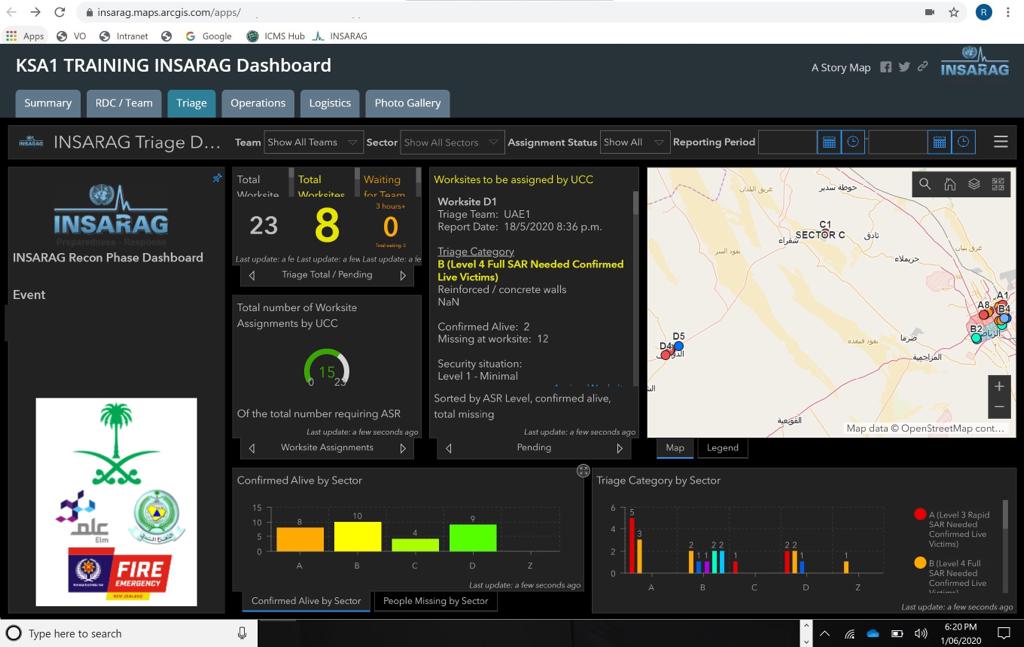 insarag.maps.arcgis.com/apps/
R
Apps
VO
Intranet
Google
ICMS Hub
INSARAG
KSA1 TRAINING INSARAG Dashboard
A Story Map
INSARAG
Summary
RDC / Team
Triage
Operations
Logistics
Photo Gallery
INSARAG
INSARAG Triage D...
Team
Show All Teams
Sector
Show All Sectors
Assignment Status
Show All
Reporting Period
INSARAG
Preparedness - Response
INSARAG Recon Phase Dashboard
Event
Elm
علم
FIRE
EMERGENCY
NEW ZEALAND
Total
Worksite
23
Last update: a fe
Total
Worksites
8
Last update: a few
Waiting
for Team
3 hours+
0
Total waiting: 0
Last update: a fe
Triage Total / Pending
Total number of Worksite
Assignments by UCC
15
0
23
Of the total number requiring ASR
Last update: a few seconds ago
Worksite Assignments
Worksites to be assigned by UCC
Worksite D1
Triage Team: UAE1
Report Date: 18/5/2020 8:36 p.m.
Triage Category
B (Level 4 Full SAR Needed Confirmed
Live Victims)
Reinforced / concrete walls
NaN
Confirmed Alive: 2
Missing at worksite: 12
Security situation:
Level 1 - Minimal
Sorted by ASR Level, confirmed alive,
total missing
Last update: a few seconds ago
Pending
حوطة سدير
C1
SECTOR C
شقراء
ثادق
حريملاء
A1
A8
B4
B2
الرياض
D5
D4
ضرما
المزاحمية
القويعية
+
−
Map data © OpenStreetMap cont...
Map
Legend
Confirmed Alive by Sector
15
10
5
0
8
10
4
9
A
B
C
D
Z
Last update: a few seconds ago
Confirmed Alive by Sector
People Missing by Sector
Triage Category by Sector
6
4
2
0
5
3
2
1
1
2
2
1
2
2
1
1
A
B
C
D
Z
A (Level 3 Rapid
SAR Needed
Confirmed Live
Victims)
B (Level 4 Full
SAR Needed
Confirmed Live
Victims)
Last update: a few seconds ago
Type here to search
6:20 PM
1/06/2020